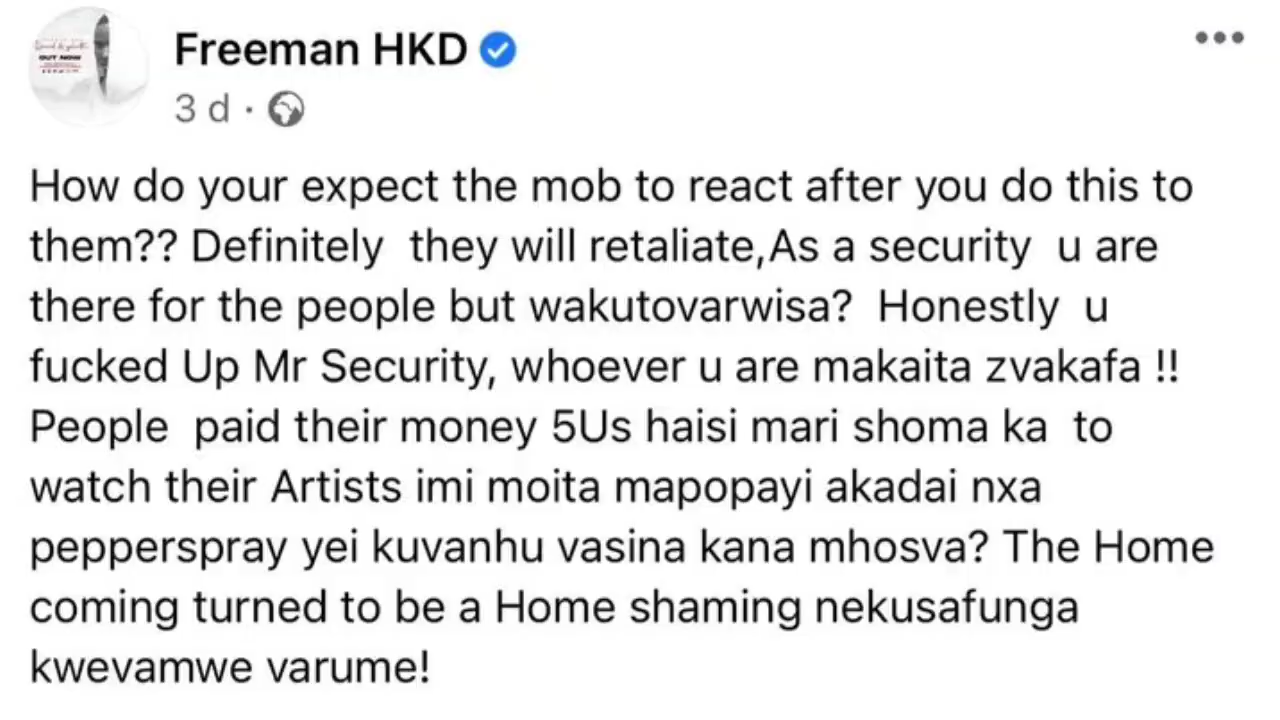 Freeman HKD
3 d ·
How do your expect the mob to react after you do this to
them?? Definitely  they will retaliate,As a security  u are
there for the people but wakutovarwisa?  Honestly  u
fucked Up Mr Security, whoever u are makaita zvakafa !!
People  paid their money 5Us haisi mari shoma ka  to
watch their Artists imi moita mapopayi akadai nxa
pepperspray yei kuvanhu vasina kana mhosva? The Home
coming turned to be a Home shaming nekusafunga
kwevamwe varume!
OUT NOW